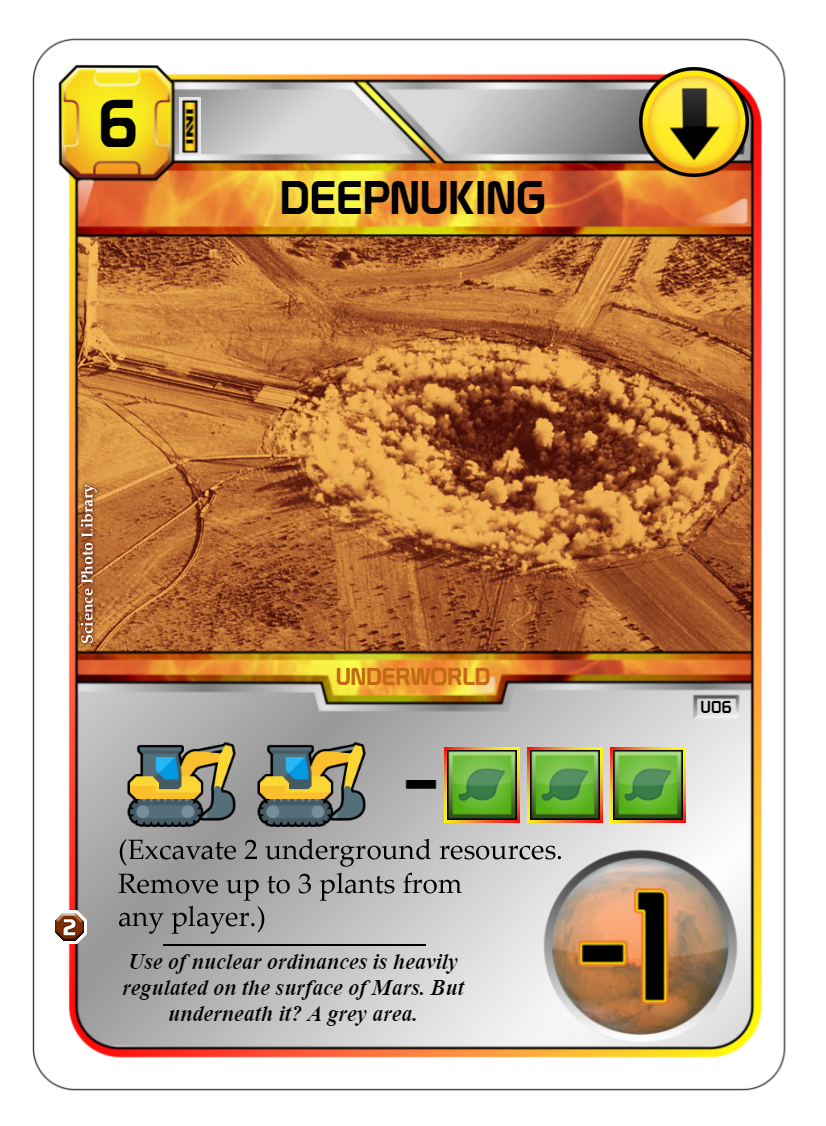 6
DEEPNUKING
Science Photo Library
UNDERWORLD
U06
-
(Excavate 2 underground resources.
Remove up to 3 plants from
any player.)
2
-1
Use of nuclear ordinances is heavily
regulated on the surface of Mars. But
underneath it? A grey area.